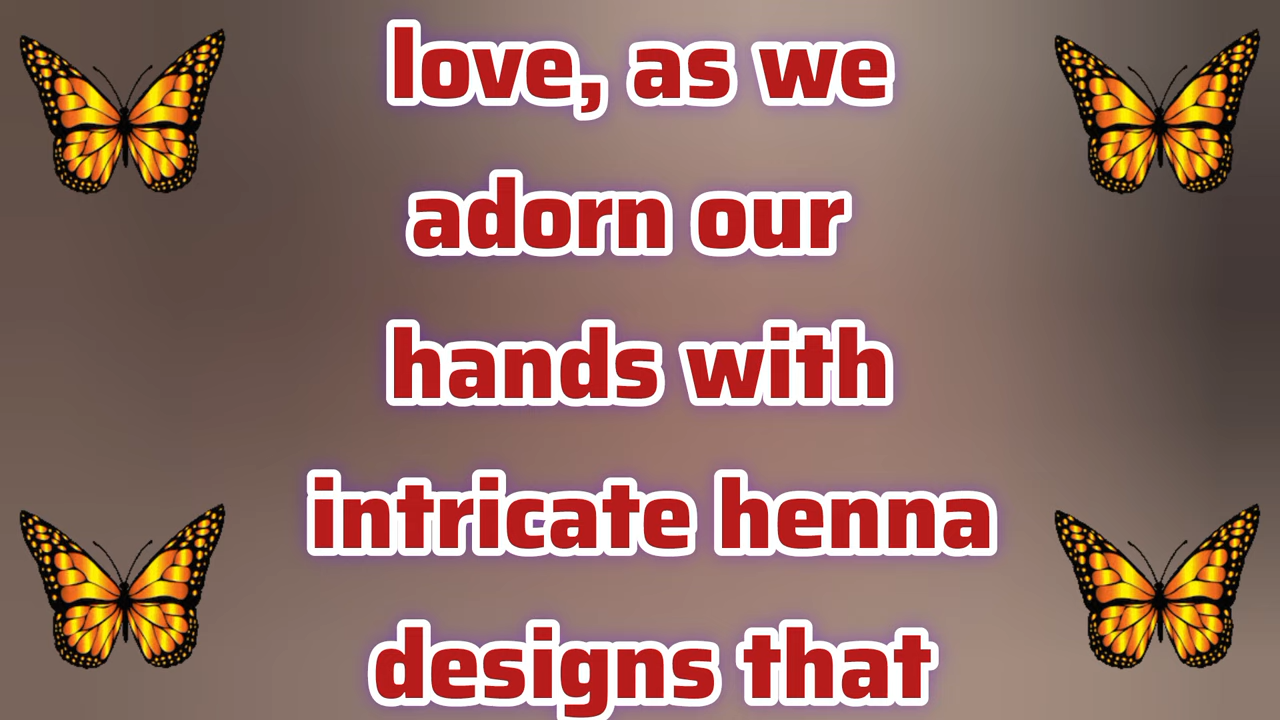 love, as we
adorn our
hands with
intricate henna
designs that